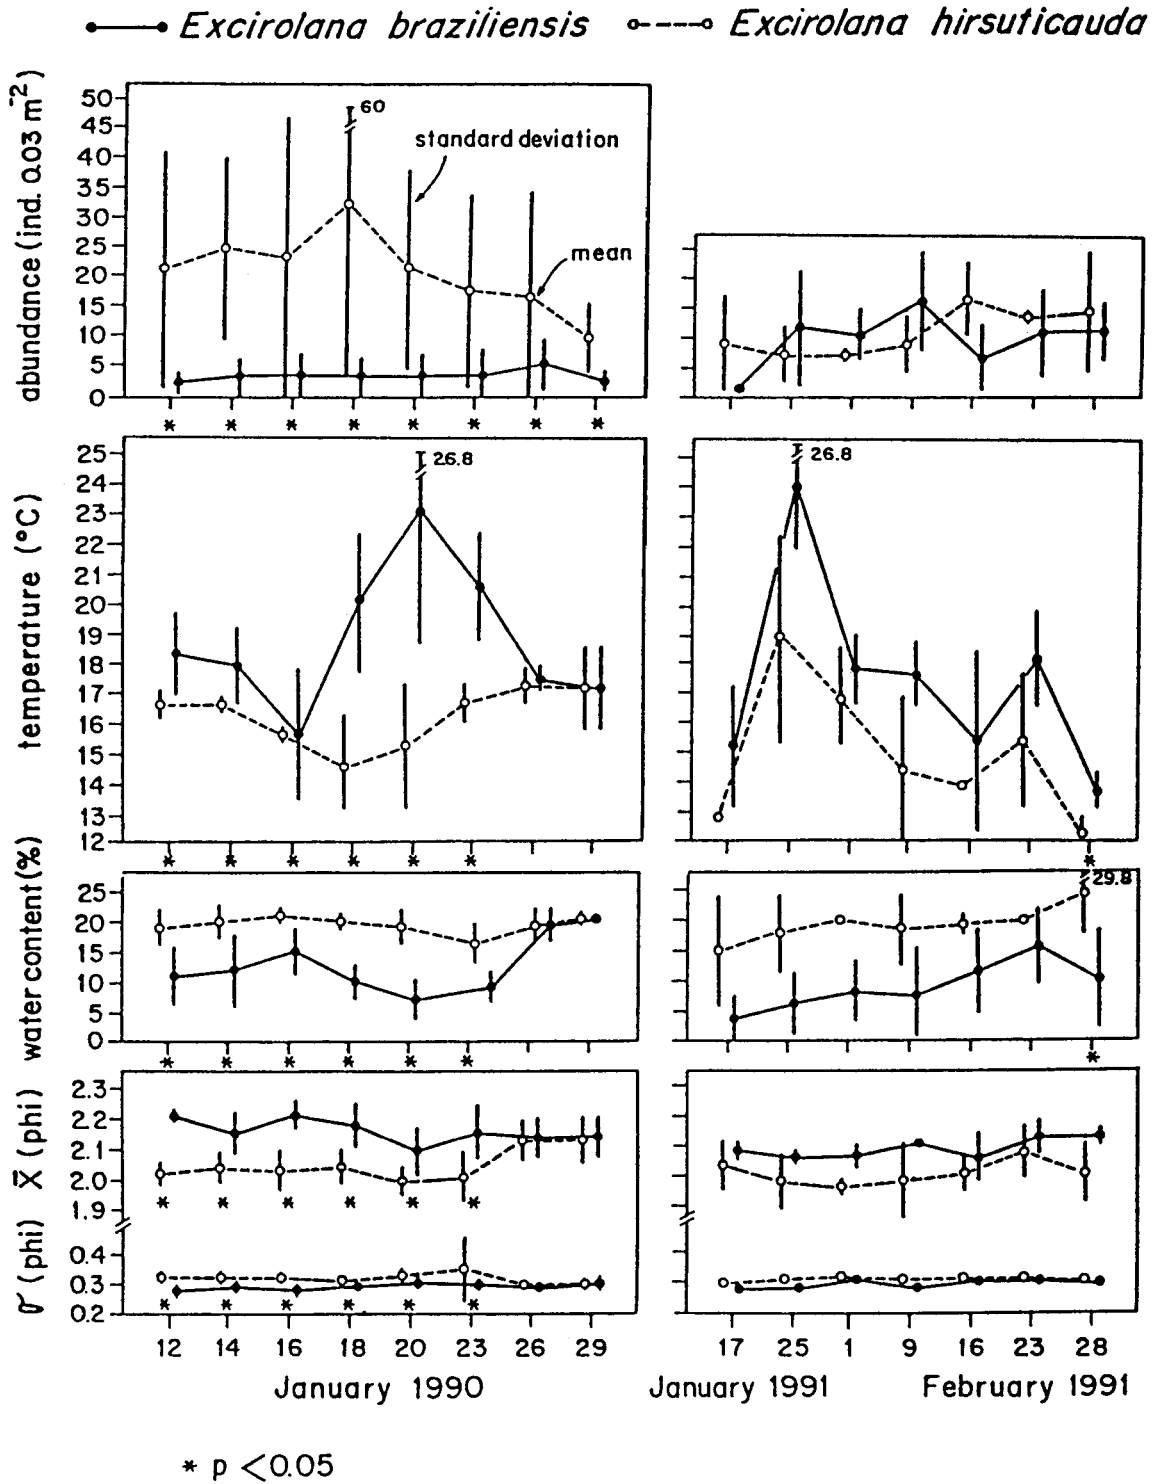 Excirolana braziliensis Excirolana hirsuticauda
abundance (ind. 0.03 m⁻²)
50
45
40
35
30
25
20
15
10
5
0
60
standard deviation
mean
* * * * * * * *
temperature (°C)
25
24
23
22
21
20
19
18
17
16
15
14
13
12
26.8
26.8
* * * * * *
*
water content (%)
25
20
15
10
5
0
29.8
* * * * * *
*
X̄ (phi)
2.3
2.2
2.1
2.0
1.9
* * * * * *
σ (phi)
0.4
0.3
0.2
* * * * * *
12 14 16 18 20 23 26 29
17 25 1 9 16 23 28
January 1990
January 1991 February 1991
* p <0.05